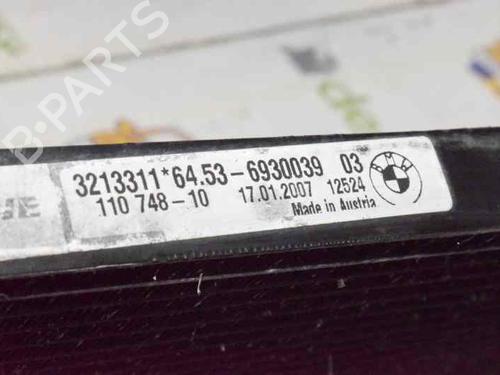 3213311*64.53-6930039 03
110 748-10 17.01.2007 12524
Made in Austria
BMW
B-PARTS